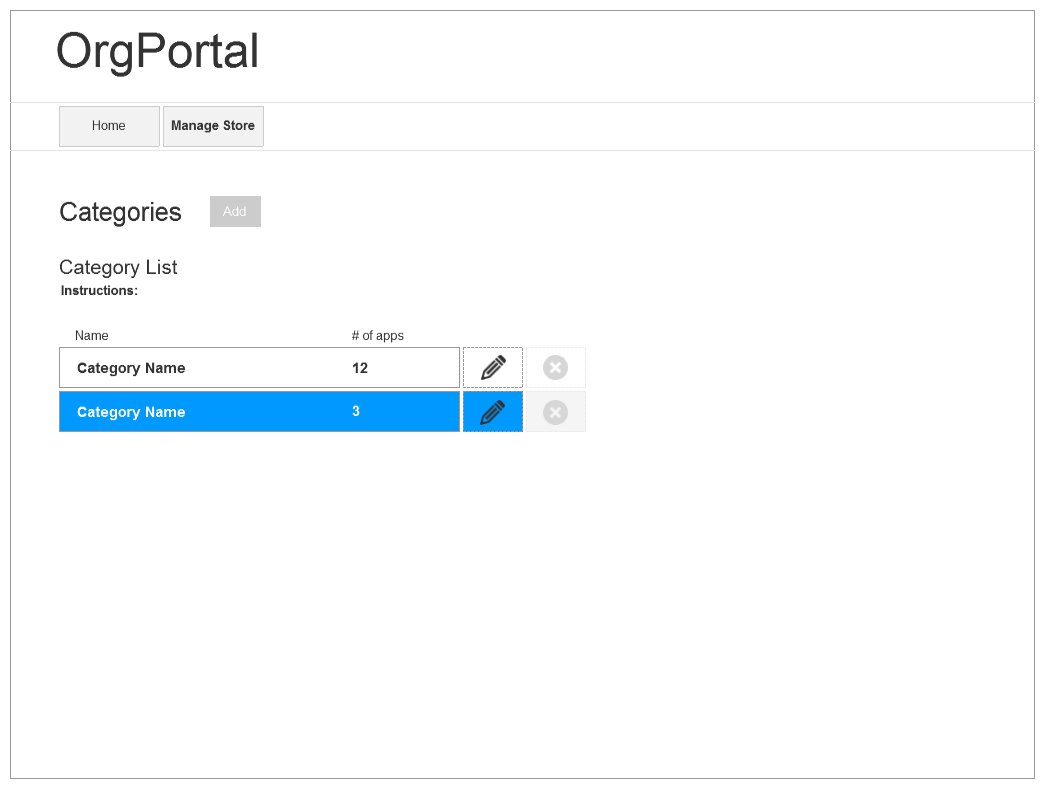 OrgPortal
Home Manage Store
Categories Add
Category List
Instructions:
Name # of apps
Category Name 12
Category Name 3